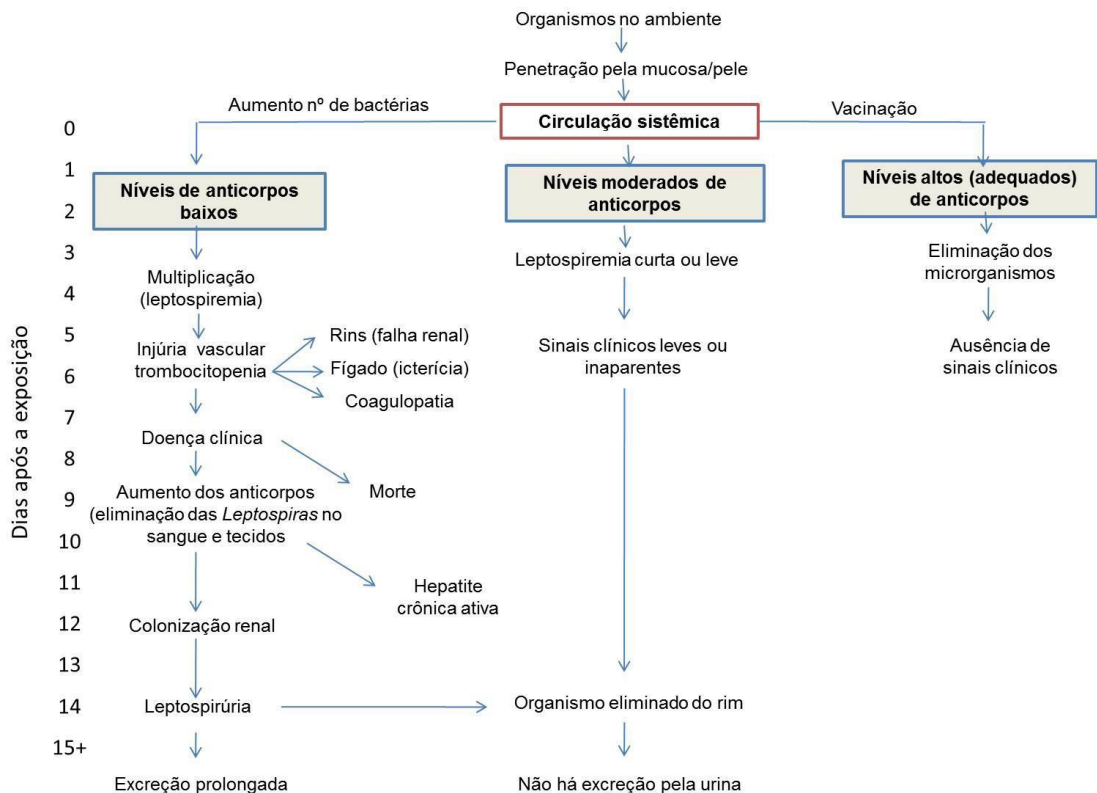 Organismos no ambiente
Penetração pela mucosa/pele
Aumento nº de bactérias
Vacinação
Circulação sistêmica
Níveis de anticorpos
baixos
Níveis moderados de
anticorpos
Níveis altos (adequados)
de anticorpos
Multiplicação
(leptospiremia)
Leptospiremia curta ou leve
Eliminação dos
microrganismos
Injúria vascular
trombocitopenia
Rins (falha renal)
Fígado (icterícia)
Coagulopatia
Sinais clínicos leves ou
inaparentes
Ausência de
sinais clínicos
Doença clínica
Morte
Aumento dos anticorpos
(eliminação das Leptospiras no
sangue e tecidos
Hepatite
crônica ativa
Colonização renal
Leptospirúria
Organismo eliminado do rim
Excreção prolongada
Não há excreção pela urina
Dias após a exposição
0
1
2
3
4
5
6
7
8
9
10
11
12
13
14
15+